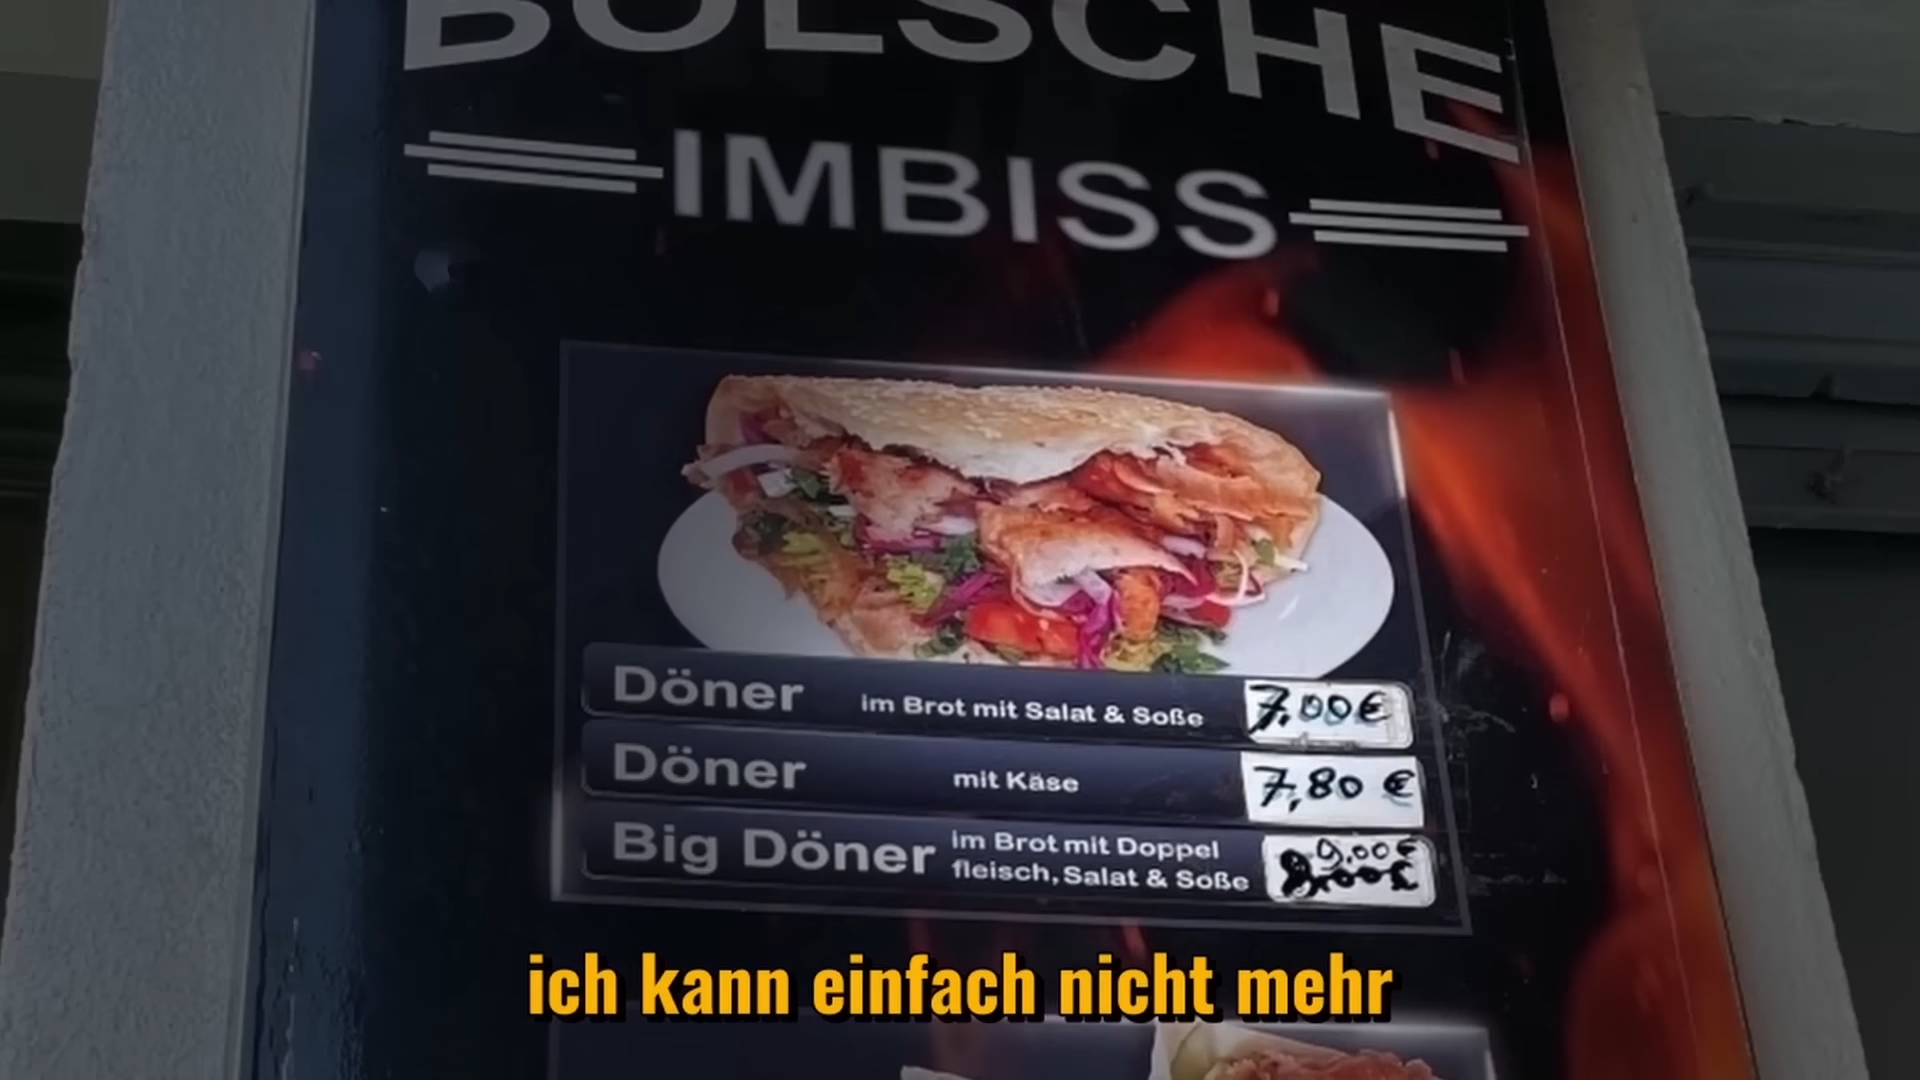 BÖLSCHE
IMBISS
Döner im Brot mit Salat & Soße 7,00€
Döner mit Käse 7,80 €
Big Döner im Brot mit Doppel 9,00€
fleisch, Salat & Soße
ich kann einfach nicht mehr